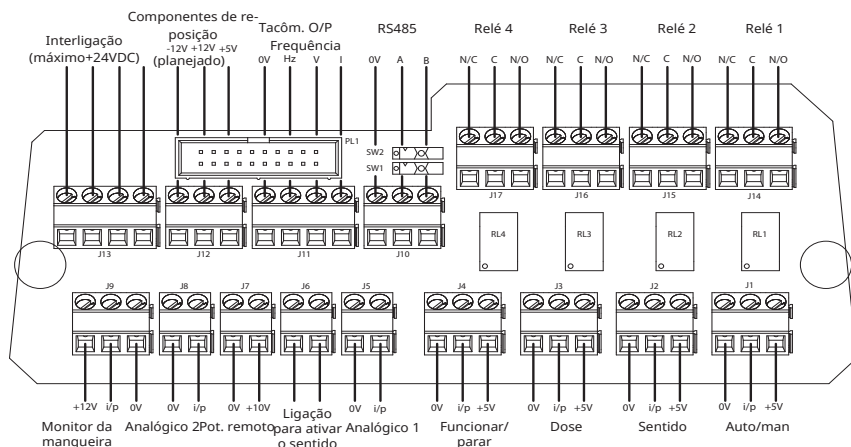 Componentes de re-
posição
-12V +12V +5V
(planejado)
Interligação
(máximo+24VDC)
Tacôm. O/P
Frequência
0V Hz V I
RS485
0V A B
Relé 4
N/C C N/O
Relé 3
N/C C N/O
Relé 2
N/C C N/O
Relé 1
N/C C N/O
PL1
SW2
SW1
J17 J16 J15 J14
J13 J12 J11 J10
RL4 RL3 RL2 RL1
J9 J8 J7 J6 J5 J4 J3 J2 J1
+12V i/p 0V
Monitor da
mangueira
0V i/p
Analógico 2
0V +10V
Pot. remoto
Ligação
para ativar
o sentido
0V i/p
Analógico 1
0V i/p +5V
Funcionar/
parar
0V i/p +5V
Dose
0V i/p +5V
Sentido
0V i/p +5V
Auto/man